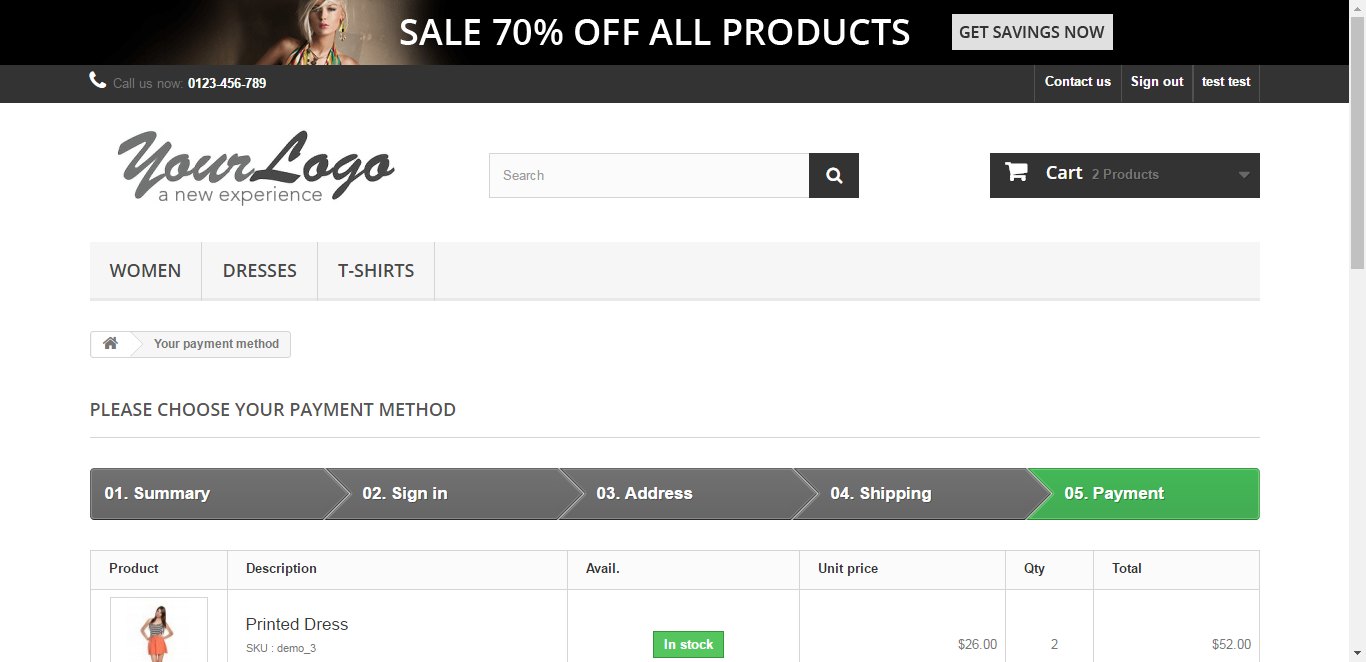 SALE 70% OFF ALL PRODUCTS GET SAVINGS NOW
Call us now: 0123-456-789 Contact us Sign out test test
YourLogo
a new experience
Search
Cart 2 Products
WOMEN DRESSES T-SHIRTS
Your payment method
PLEASE CHOOSE YOUR PAYMENT METHOD
01. Summary 02. Sign in 03. Address 04. Shipping 05. Payment
Product Description Avail. Unit price Qty Total
Printed Dress
SKU : demo_3
In stock $26.00 2 $52.00